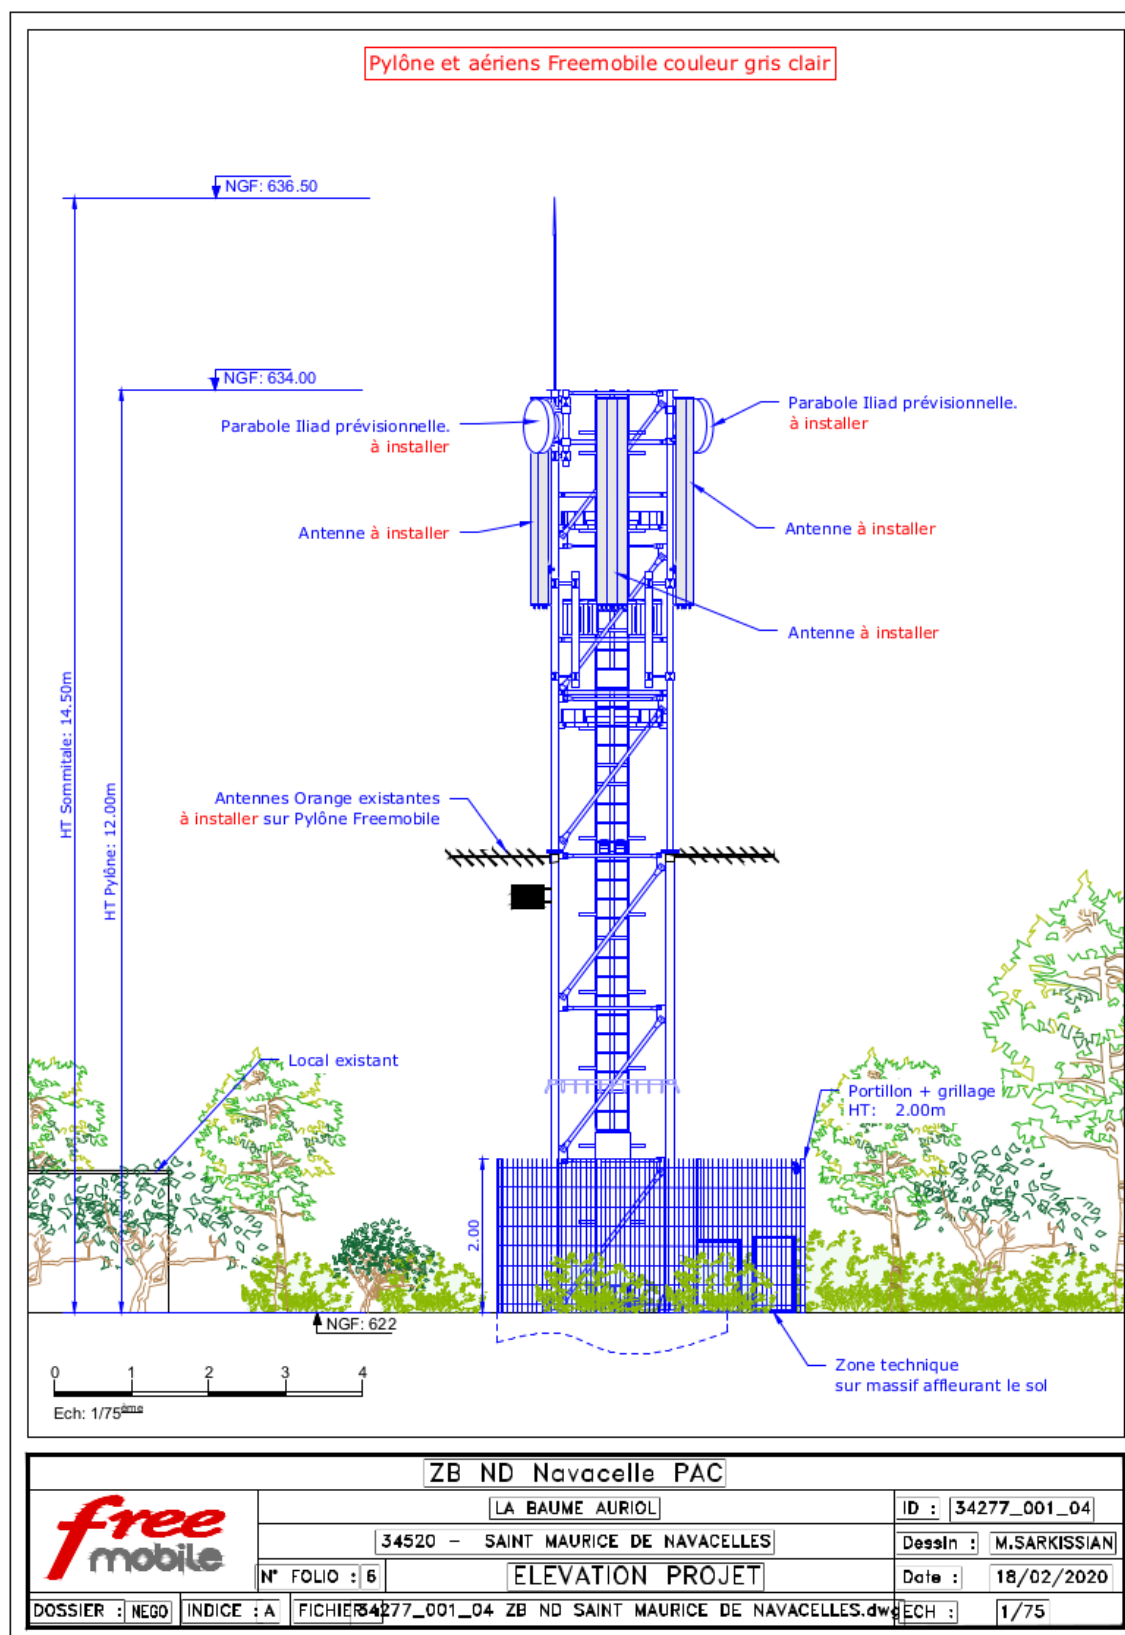 Pylône et aériens Freemobile couleur gris clair
NGF: 636.50
NGF: 634.00
Parabole Iliad prévisionnelle.
à installer
Parabole Iliad prévisionnelle.
à installer
Antenne à installer
Antenne à installer
Antenne à installer
HT Sommitale: 14.50m
HT Pylône: 12.00m
Antennes Orange existantes
à installer sur Pylône Freemobile
Local existant
Portillon + grillage
HT: 2.00m
2.00
NGF: 622
Zone technique
sur massif affleurant le sol
0 1 2 3 4
Ech: 1/75ème
ZB ND Navacelle PAC
free
mobile
LA BAUME AURIOL
ID : 34277_001_04
34520 - SAINT MAURICE DE NAVACELLES
Dessin : M.SARKISSIAN
N° FOLIO : 6
ELEVATION PROJET
Date : 18/02/2020
DOSSIER : NEGO
INDICE : A
FICHIER 34277_001_04 ZB ND SAINT MAURICE DE NAVACELLES.dwg
ECH : 1/75